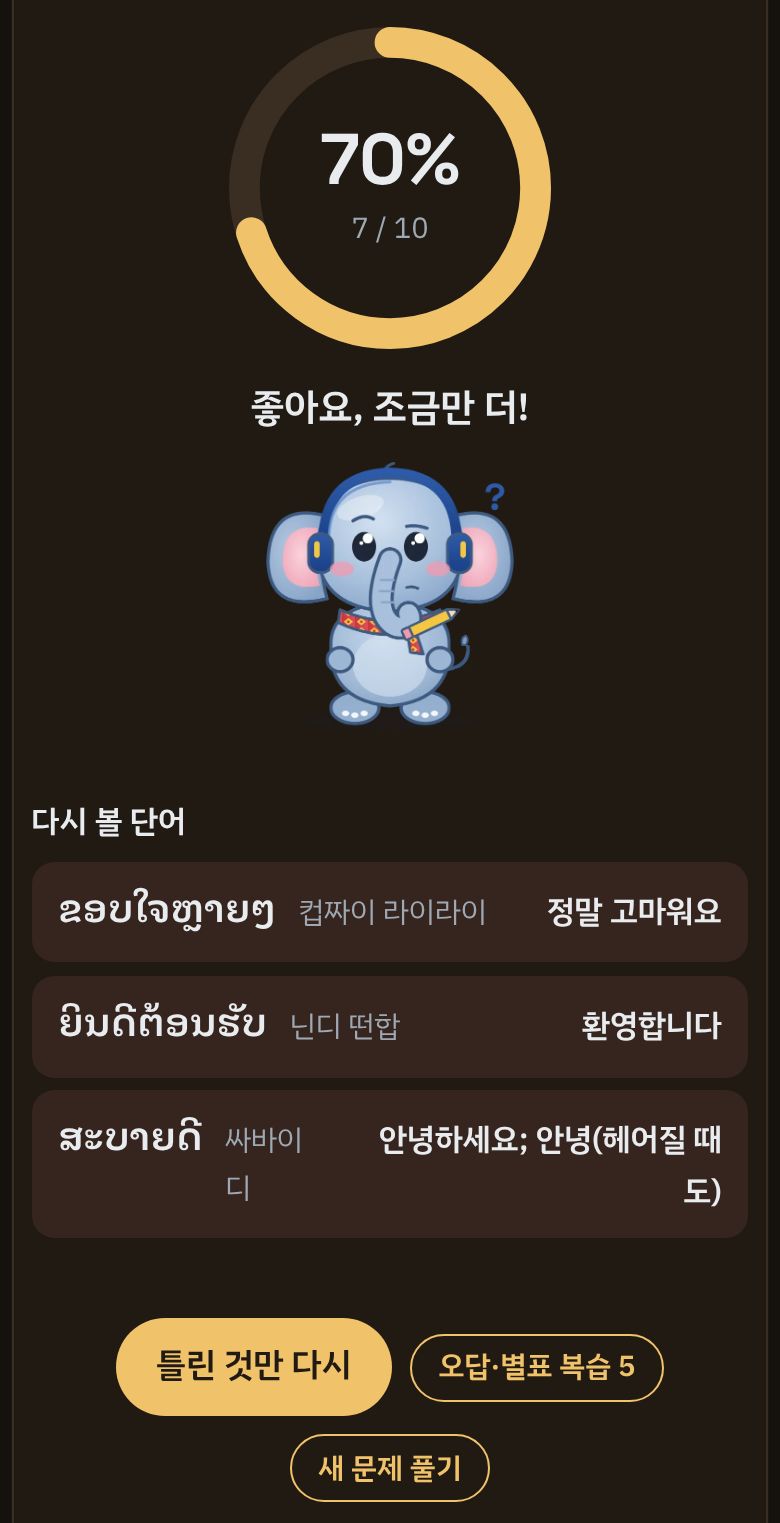 70%
7 / 10
좋아요, 조금만 더!
?
다시 볼 단어
ຂອບໃຈຫຼາຍໆ 컵짜이 라이라이 정말 고마워요
ຍິນດີຕ້ອນຮັບ 닌디 떤합 환영합니다
ສະບາຍດີ 싸바이디 안녕하세요; 안녕(헤어질 때
도)
틀린 것만 다시 오답·별표 복습 5
새 문제 풀기